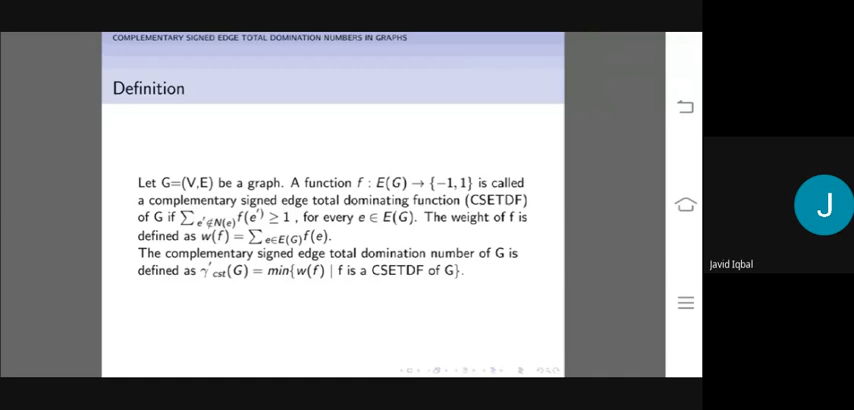 COMPLEMENTARY SIGNED EDGE TOTAL DOMINATION NUMBERS IN GRAPHS
Definition
Let G=(V,E) be a graph. A function f : E(G) → {−1, 1} is called
a complementary signed edge total dominating function (CSETDF)
of G if ∑e′∉N(e) f(e′) ≥ 1 , for every e ∈ E(G). The weight of f is
defined as w(f) = ∑e∈E(G) f(e).
The complementary signed edge total domination number of G is
defined as γ′cst(G) = min{w(f) | f is a CSETDF of G}.
J
Javid Iqbal